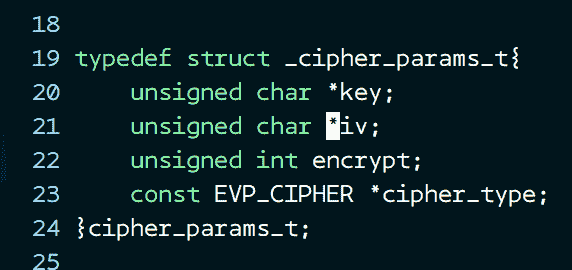 18
19 typedef struct _cipher_params_t{
20     unsigned char *key;
21     unsigned char *iv;
22     unsigned int encrypt;
23     const EVP_CIPHER *cipher_type;
24 }cipher_params_t;
25